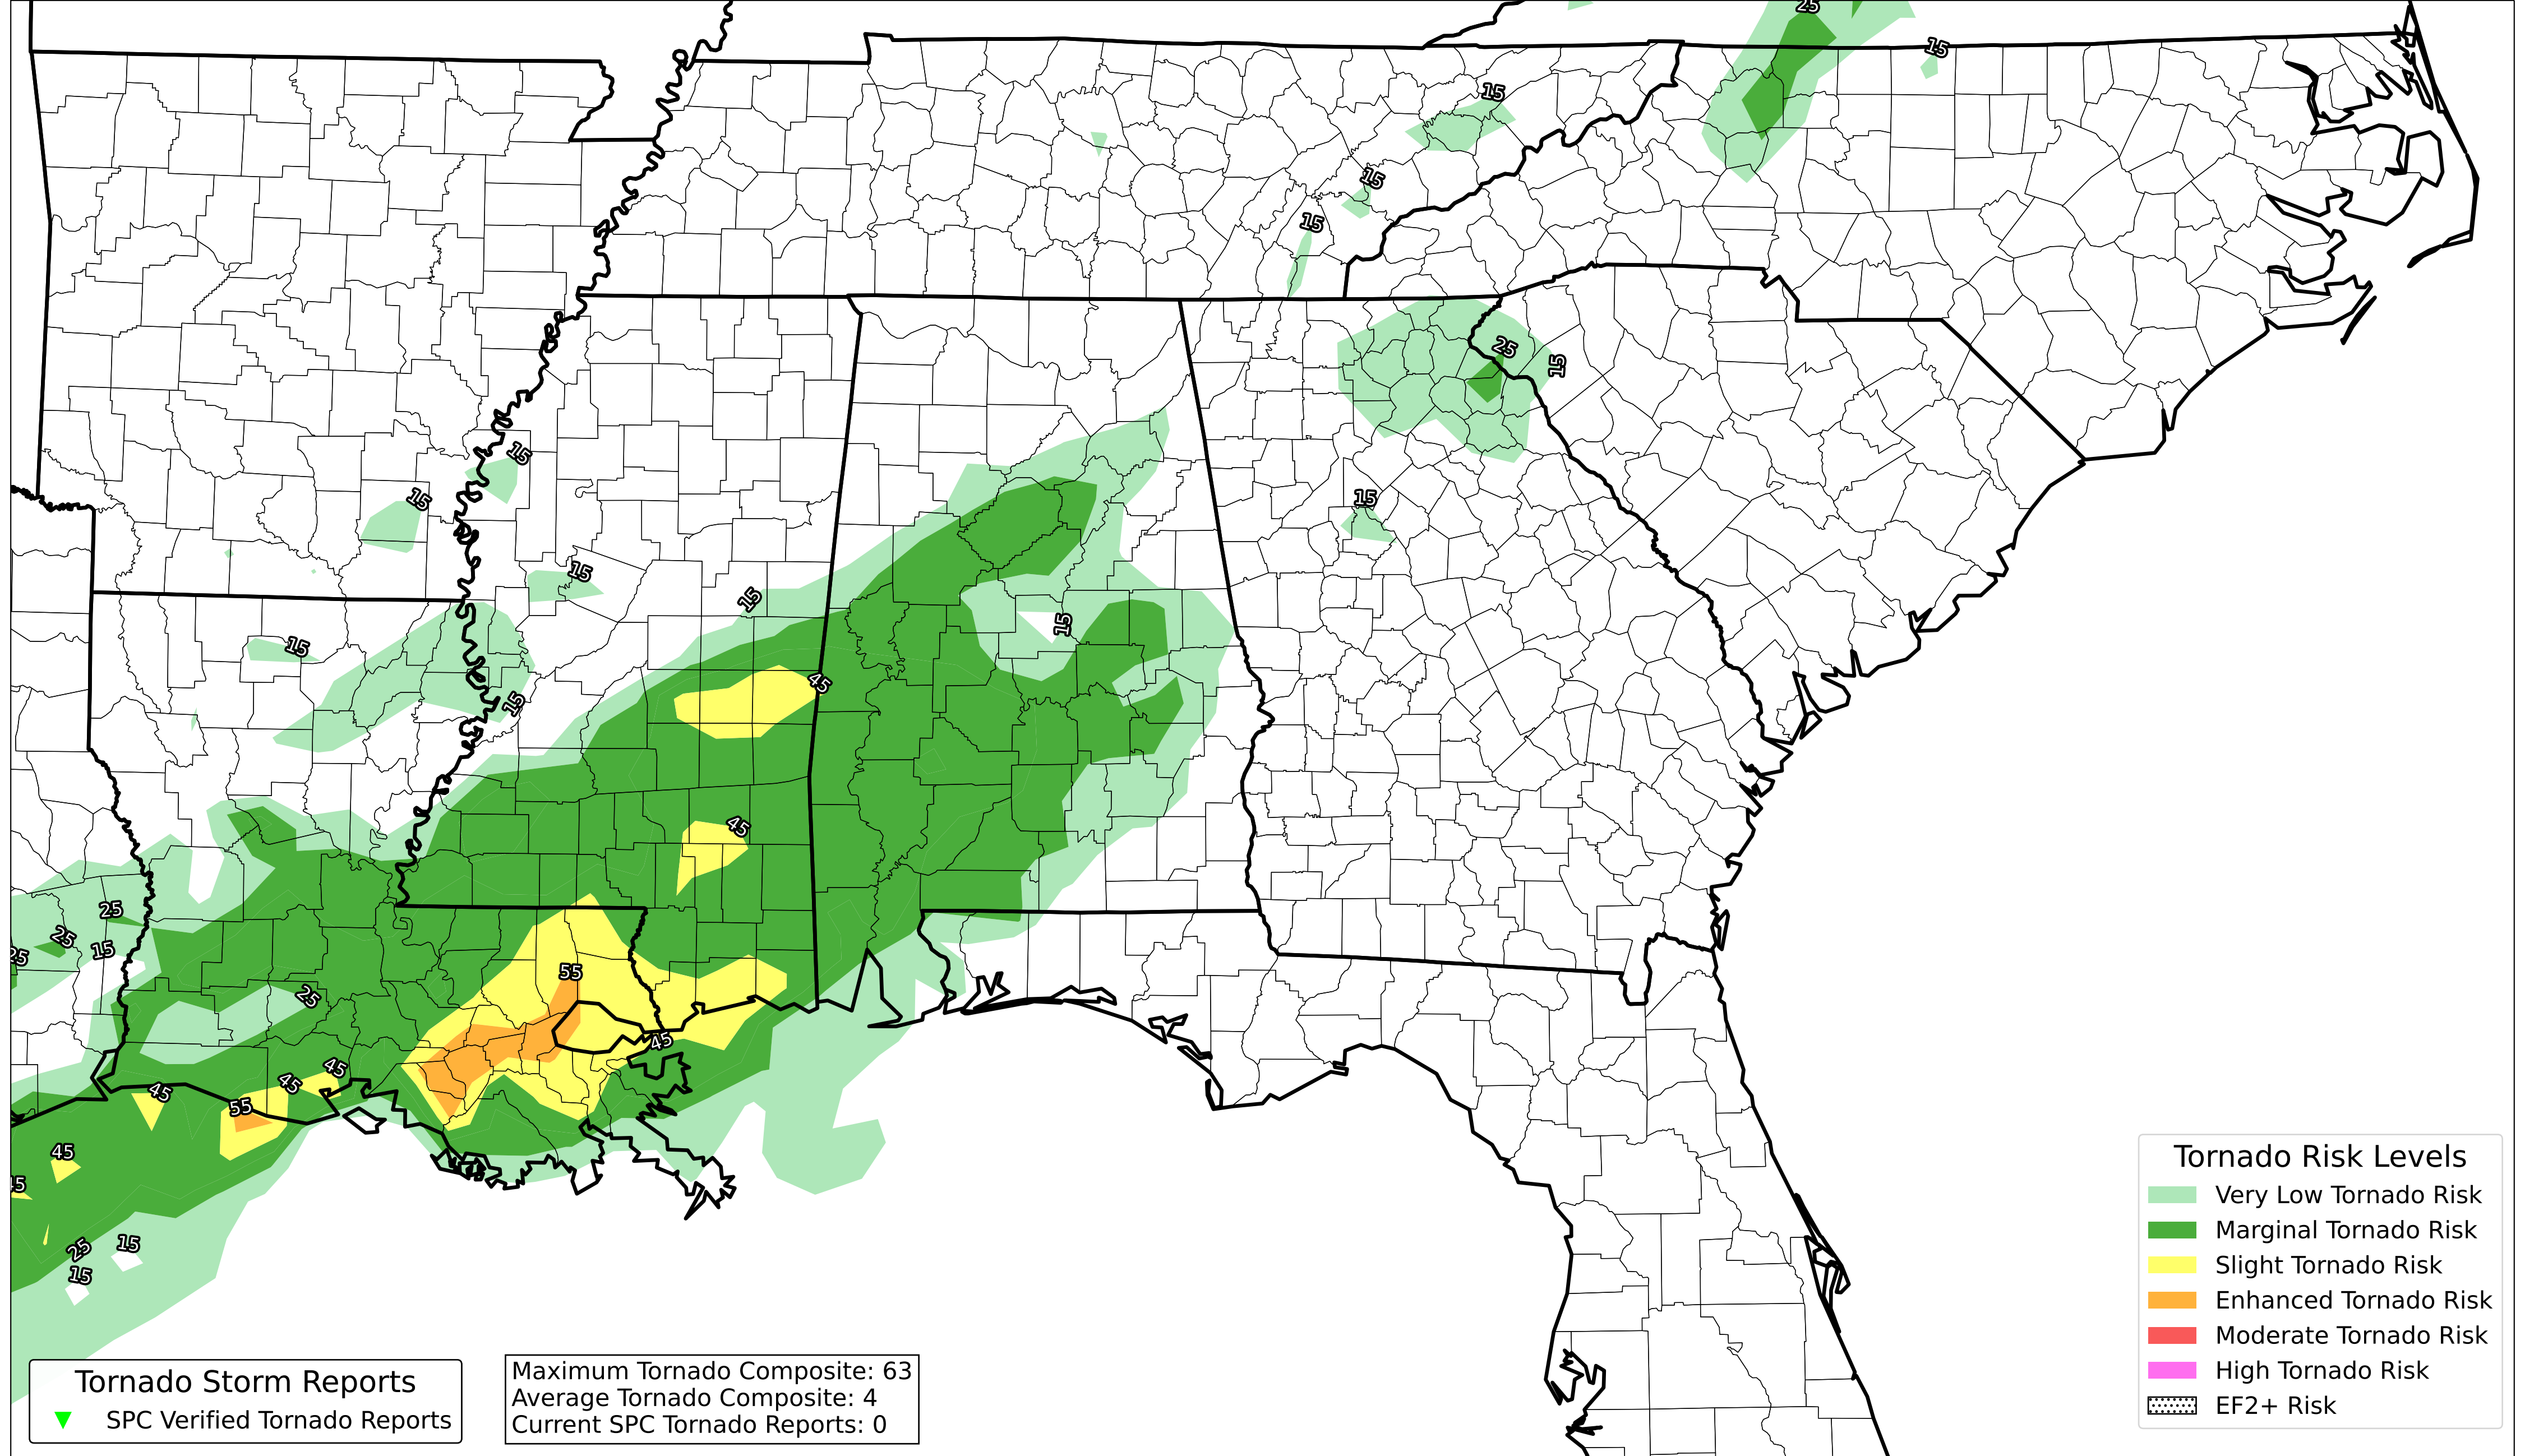 25
15
15
15
15
25
15
15
15
15
15
15
15
15
15
45
45
25
25
15
25
55
25
45
45
45
45
55
45
45
25
15
15
Tornado Risk Levels
Very Low Tornado Risk
Marginal Tornado Risk
Slight Tornado Risk
Enhanced Tornado Risk
Moderate Tornado Risk
High Tornado Risk
EF2+ Risk
Tornado Storm Reports
SPC Verified Tornado Reports
Maximum Tornado Composite: 63
Average Tornado Composite: 4
Current SPC Tornado Reports: 0